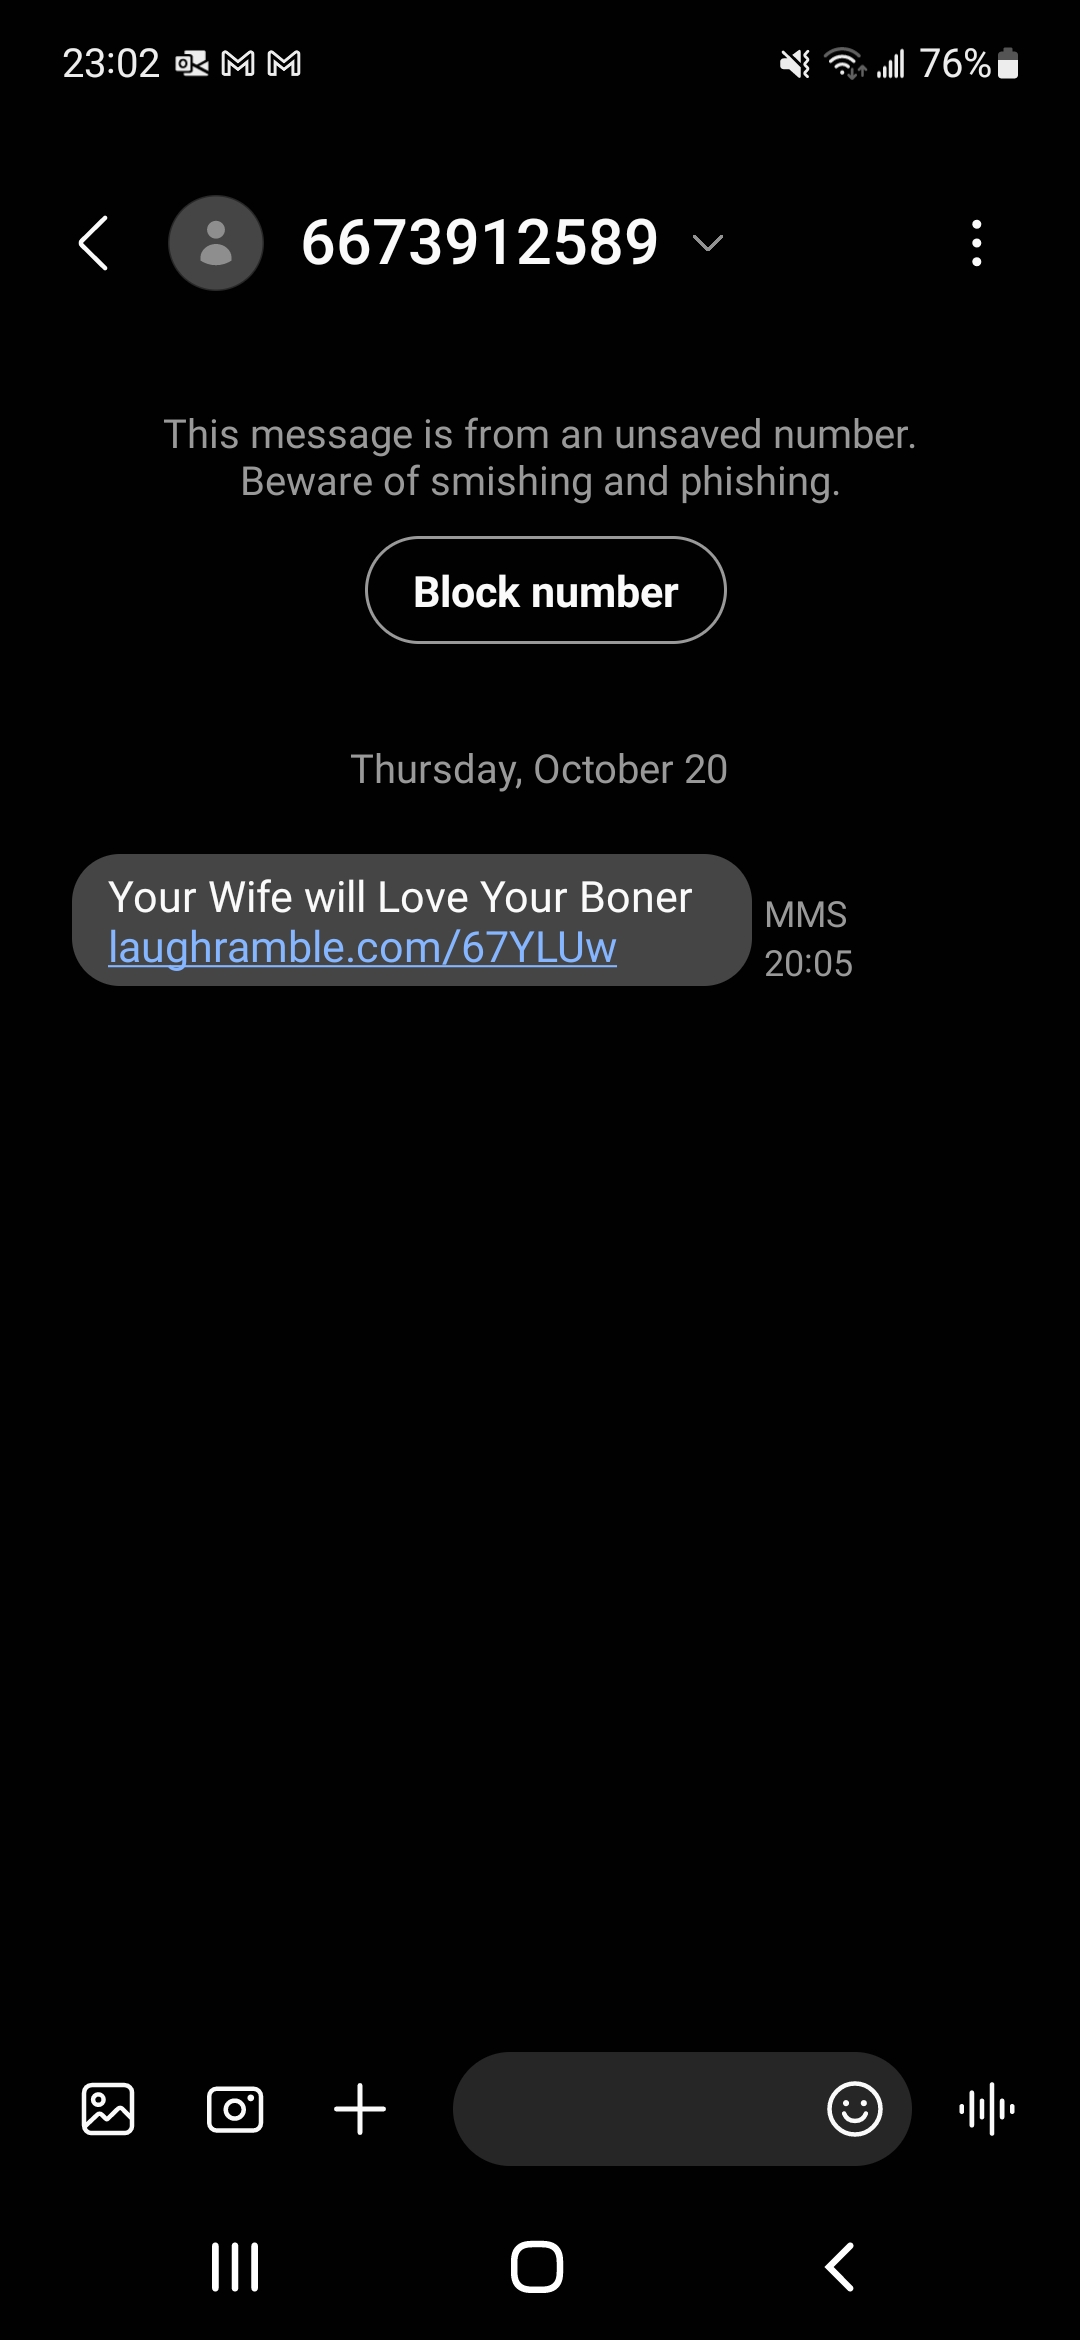 23:02 76%
6673912589
This message is from an unsaved number.
Beware of smishing and phishing.
Block number
Thursday, October 20
Your Wife will Love Your Boner
laughramble.com/67YLUw
MMS
20:05